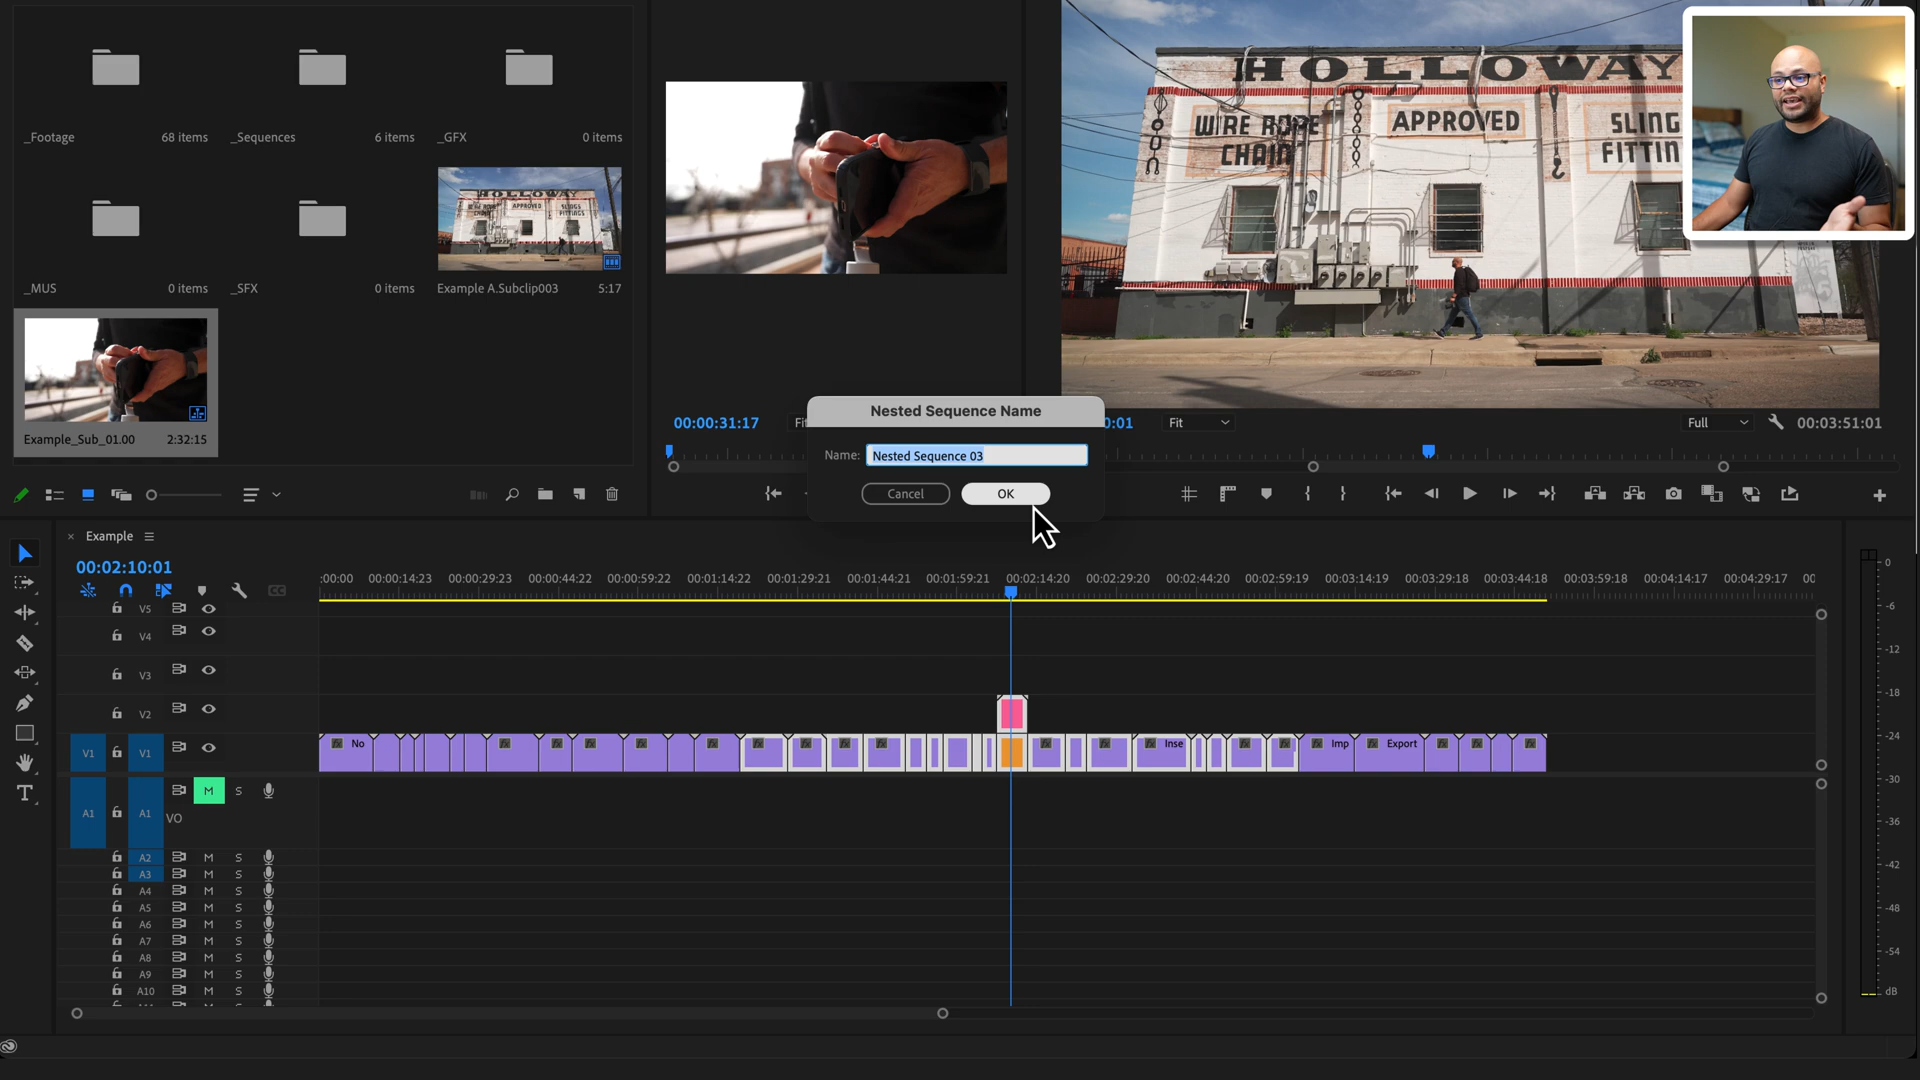 _Footage 68 items
_Sequences 6 items
_GFX 0 items
_MUS 0 items
_SFX 0 items
Example A.Subclip003 5:17
Example_Sub_01.00 2:32:15
HOLLOWAY
WIRE ROPE
CHAIN
APPROVED
SLING
FITTIN
HOLLOWAY
APPROVED
SLINGS
FITTINGS
00:00:31:17
Fit
Full
00:03:51:01
Nested Sequence Name
Name: Nested Sequence 03
Cancel OK
Example
00:02:10:01
:00:00 00:00:14:23 00:00:29:23 00:00:44:22 00:00:59:22 00:01:14:22 00:01:29:21 00:01:44:21 00:01:59:21 00:02:14:20 00:02:29:20 00:02:44:20 00:02:59:19 00:03:14:19 00:03:29:18 00:03:44:18 00:03:59:18 00:04:14:17 00:04:29:17 00:
V5
V4
V3
V2
V1 V1
No Inse Imp Export
A1 A1 M S
VO
A2 M S
A3 M S
A4 M S
A5 M S
A6 M S
A7 M S
A8 M S
A9 M S
A10 M S
0
-6
-12
-18
-24
-30
-36
-42
-48
-54
dB